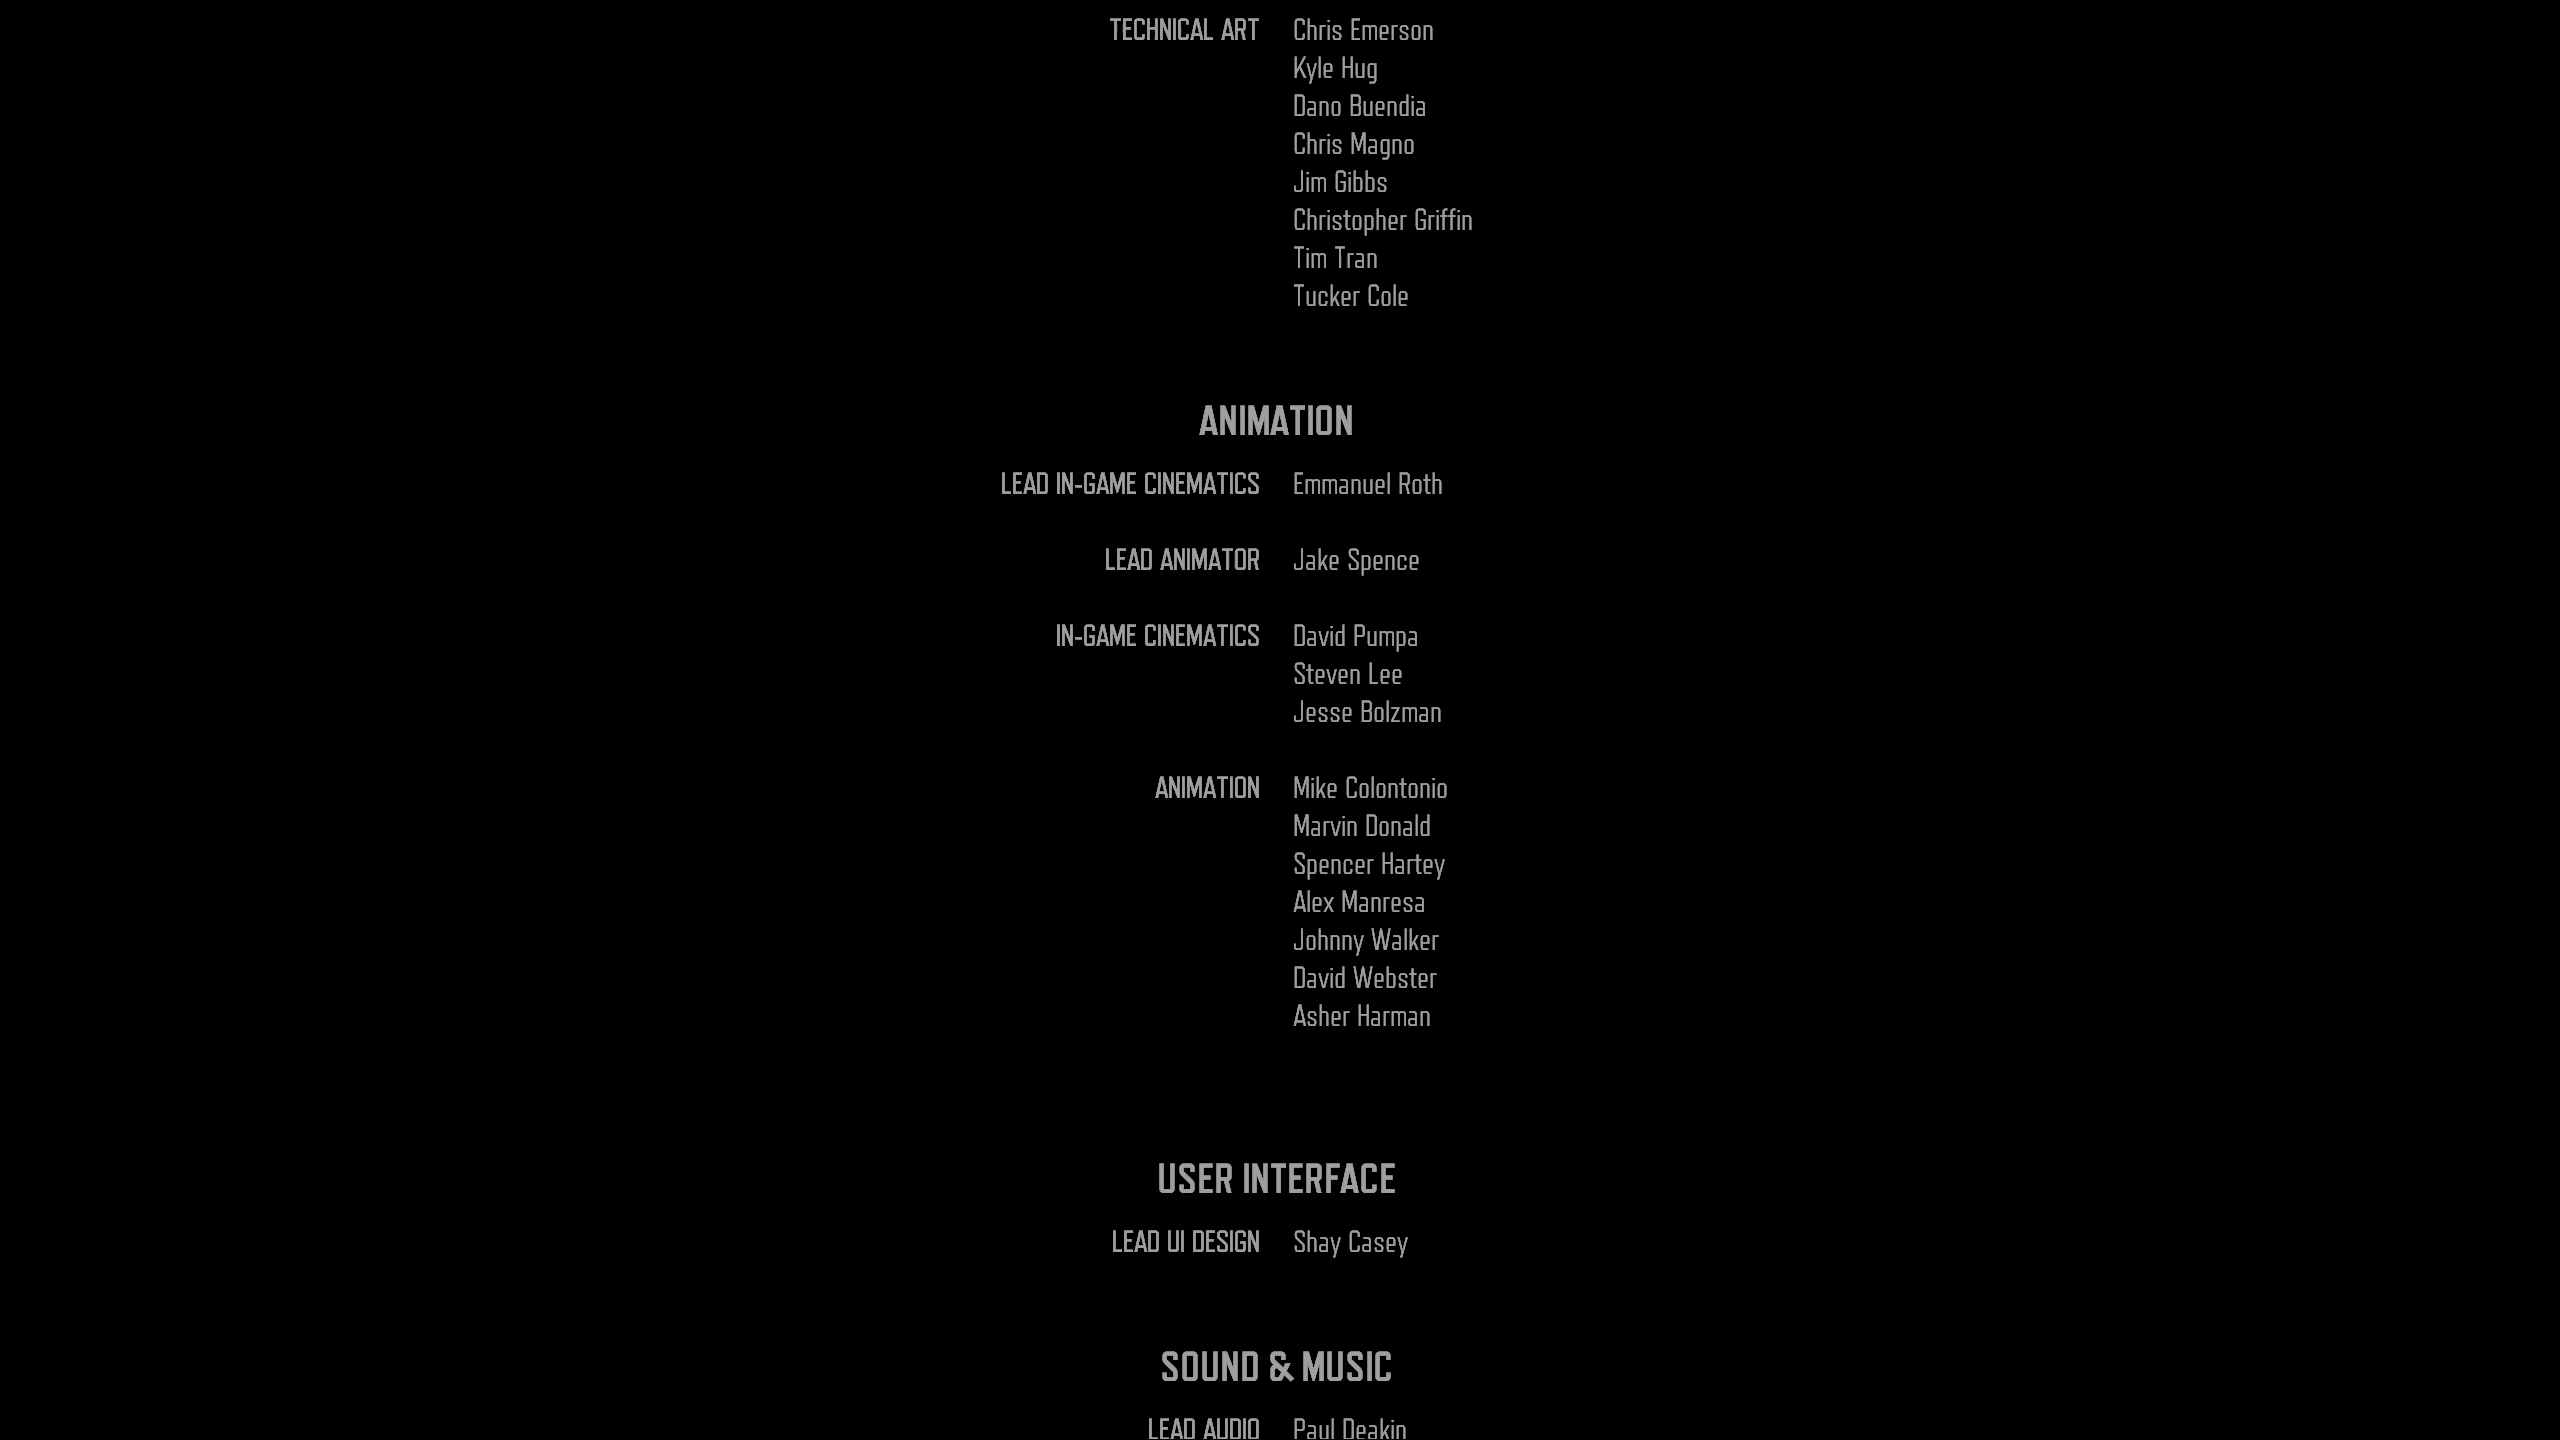 TECHNICAL ART Chris Emerson
Kyle Hug
Dano Buendia
Chris Magno
Jim Gibbs
Christopher Griffin
Tim Tran
Tucker Cole
ANIMATION
LEAD IN-GAME CINEMATICS Emmanuel Roth
LEAD ANIMATOR Jake Spence
IN-GAME CINEMATICS David Pumpa
Steven Lee
Jesse Bolzman
ANIMATION Mike Colontonio
Marvin Donald
Spencer Hartey
Alex Manresa
Johnny Walker
David Webster
Asher Harman
USER INTERFACE
LEAD UI DESIGN Shay Casey
SOUND & MUSIC
LEAD AUDIO Paul Deakin